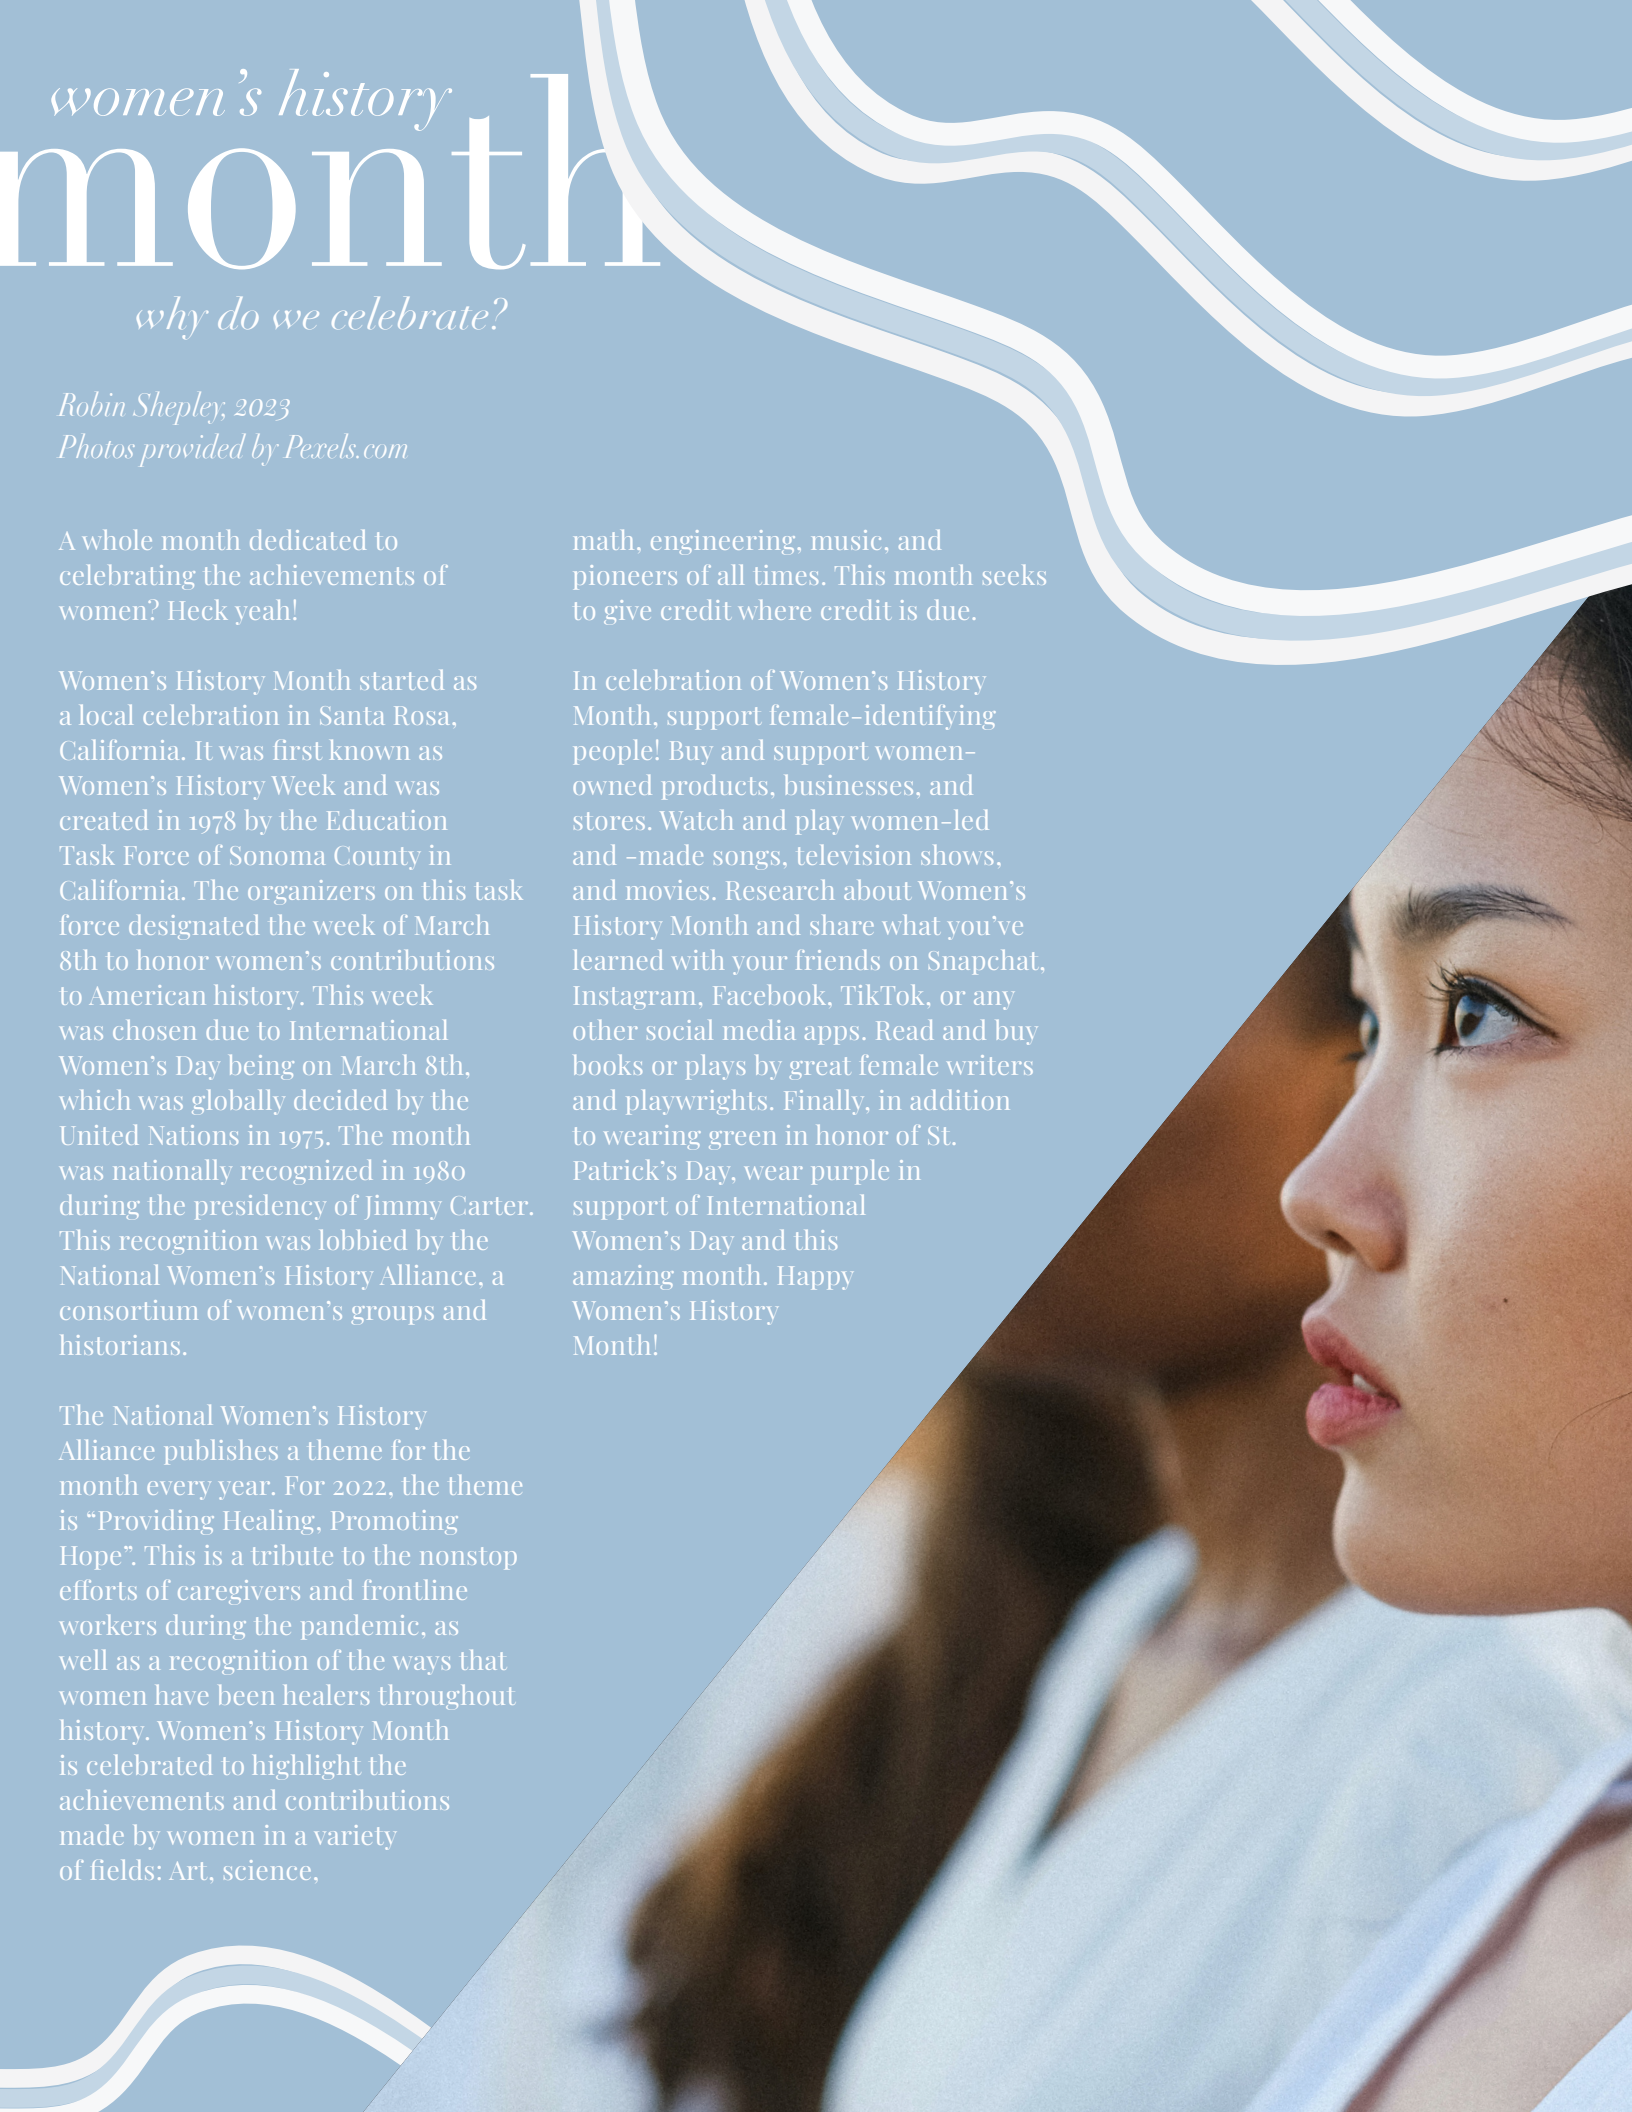 women's history
month
why do we celebrate?
Robin Shepley, 2023
Photos provided by Pexels.com
A whole month dedicated to
celebrating the achievements of
women? Heck yeah!
Women's History Month started as
a local celebration in Santa Rosa,
California. It was first known as
Women's History Week and was
created in 1978 by the Education
Task Force of Sonoma County in
California. The organizers on this task
force designated the week of March
8th to honor women's contributions
to American history. This week
was chosen due to International
Women's Day being on March 8th,
which was globally decided by the
United Nations in 1975. The month
was nationally recognized in 1980
during the presidency of Jimmy Carter.
This recognition was lobbied by the
National Women's History Alliance, a
consortium of women's groups and
historians.
The National Women's History
Alliance publishes a theme for the
month every year. For 2022, the theme
is “Providing Healing, Promoting
Hope”. This is a tribute to the nonstop
efforts of caregivers and frontline
workers during the pandemic, as
well as a recognition of the ways that
women have been healers throughout
history. Women's History Month
is celebrated to highlight the
achievements and contributions
made by women in a variety
of fields: Art, science,
math, engineering, music, and
pioneers of all times. This month seeks
to give credit where credit is due.
In celebration of Women's History
Month, support female-identifying
people! Buy and support women-
owned products, businesses, and
stores. Watch and play women-led
and -made songs, television shows,
and movies. Research about Women's
History Month and share what you've
learned with your friends on Snapchat,
Instagram, Facebook, TikTok, or any
other social media apps. Read and buy
books or plays by great female writers
and playwrights. Finally, in addition
to wearing green in honor of St.
Patrick's Day, wear purple in
support of International
Women's Day and this
amazing month. Happy
Women's History
Month!